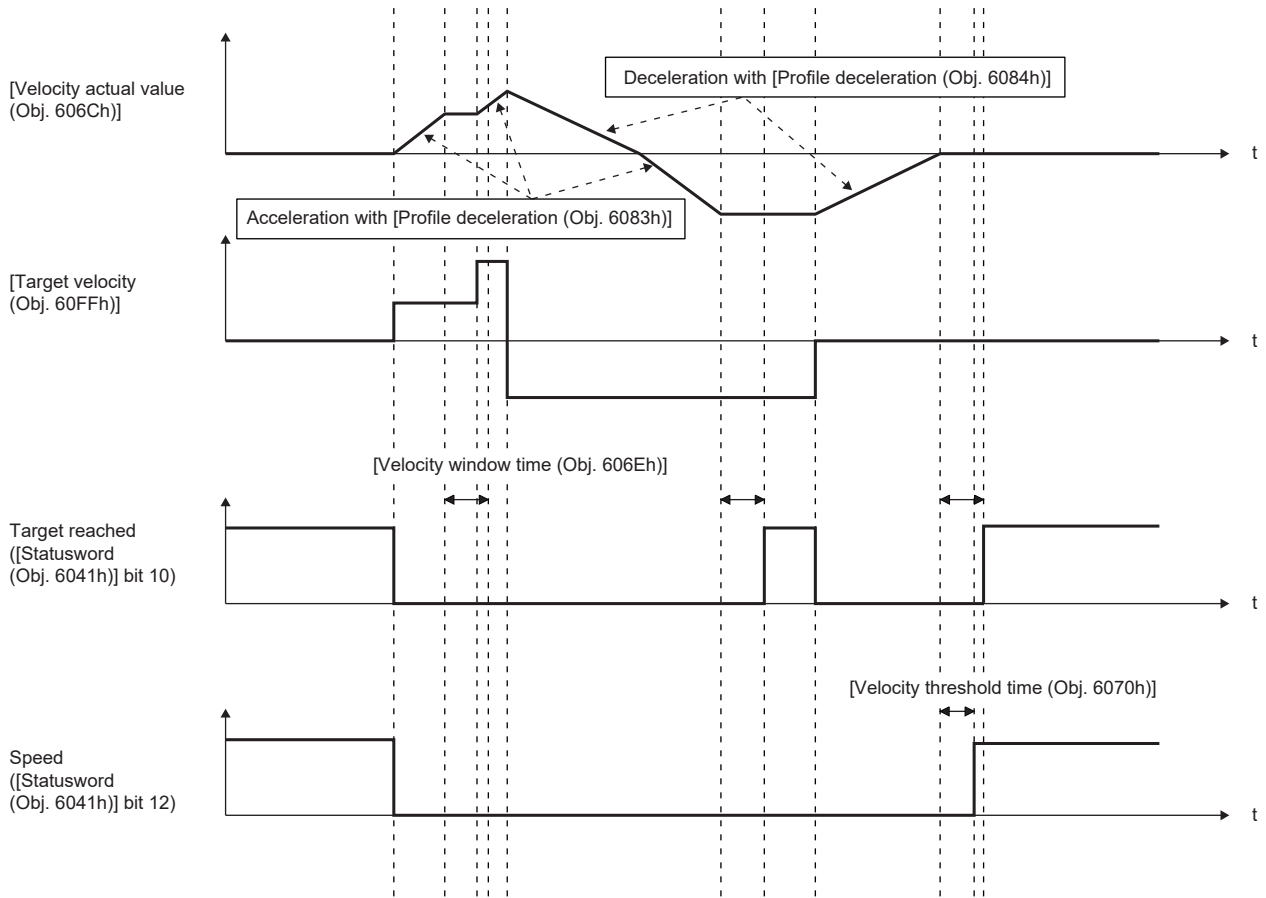 [Velocity actual value
(Obj. 606Ch)]
Deceleration with [Profile deceleration (Obj. 6084h)]
t
Acceleration with [Profile deceleration (Obj. 6083h)]
[Target velocity
(Obj. 60FFh)]
t
[Velocity window time (Obj. 606Eh)]
Target reached
([Statusword
(Obj. 6041h)] bit 10)
t
[Velocity threshold time (Obj. 6070h)]
Speed
([Statusword
(Obj. 6041h)] bit 12)
t